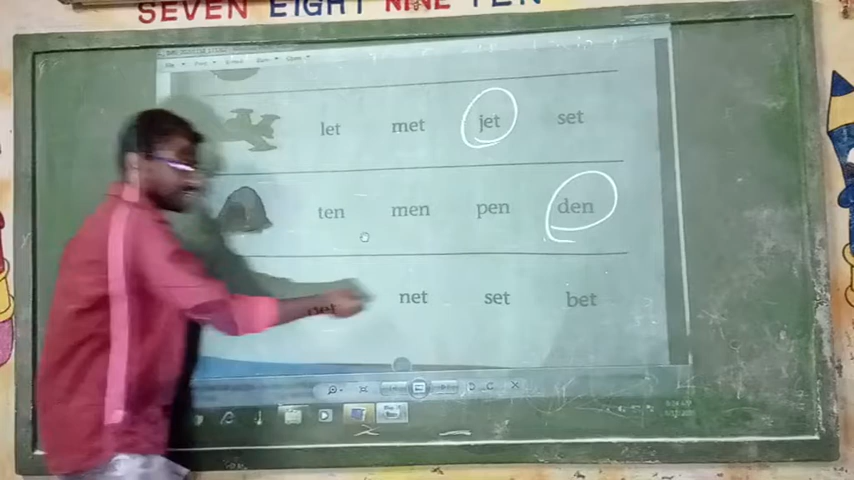 SEVEN EIGHT NINE TEN
let met jet set
ten men pen den
net set bet